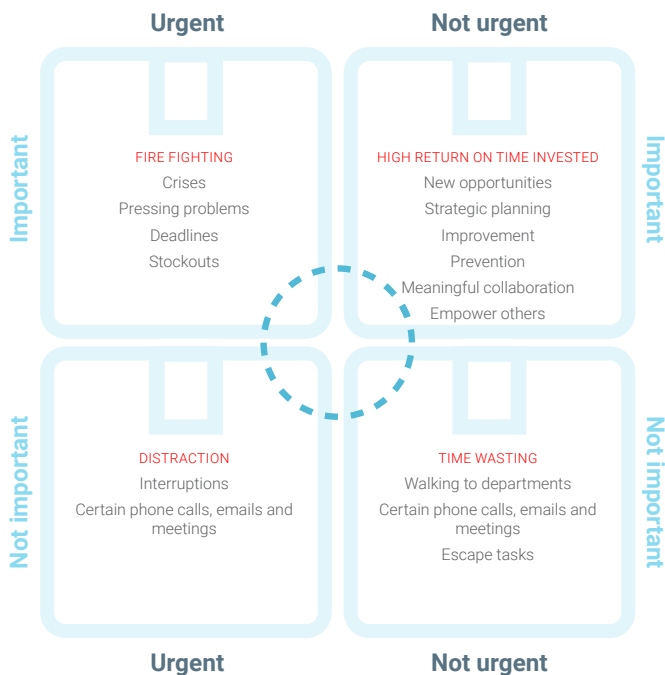 Urgent
Not urgent
Important
FIRE FIGHTING
Crises
Pressing problems
Deadlines
Stockouts
HIGH RETURN ON TIME INVESTED
New opportunities
Strategic planning
Improvement
Prevention
Meaningful collaboration
Empower others
Important
Not important
DISTRACTION
Interruptions
Certain phone calls, emails and
meetings
TIME WASTING
Walking to departments
Certain phone calls, emails and
meetings
Escape tasks
Not important
Urgent
Not urgent